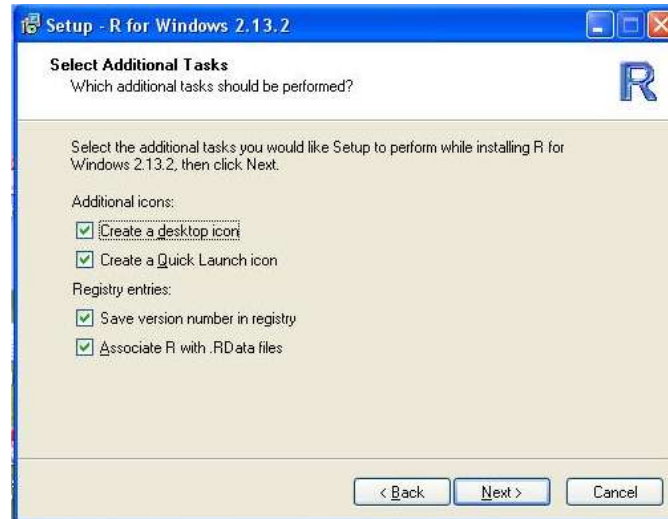 Setup - R for Windows 2.13.2
Select Additional Tasks
Which additional tasks should be performed?
R
Select the additional tasks you would like Setup to perform while installing R for
Windows 2.13.2, then click Next.
Additional icons:
Create a desktop icon
Create a Quick Launch icon
Registry entries:
Save version number in registry
Associate R with .RData files
< Back
Next >
Cancel